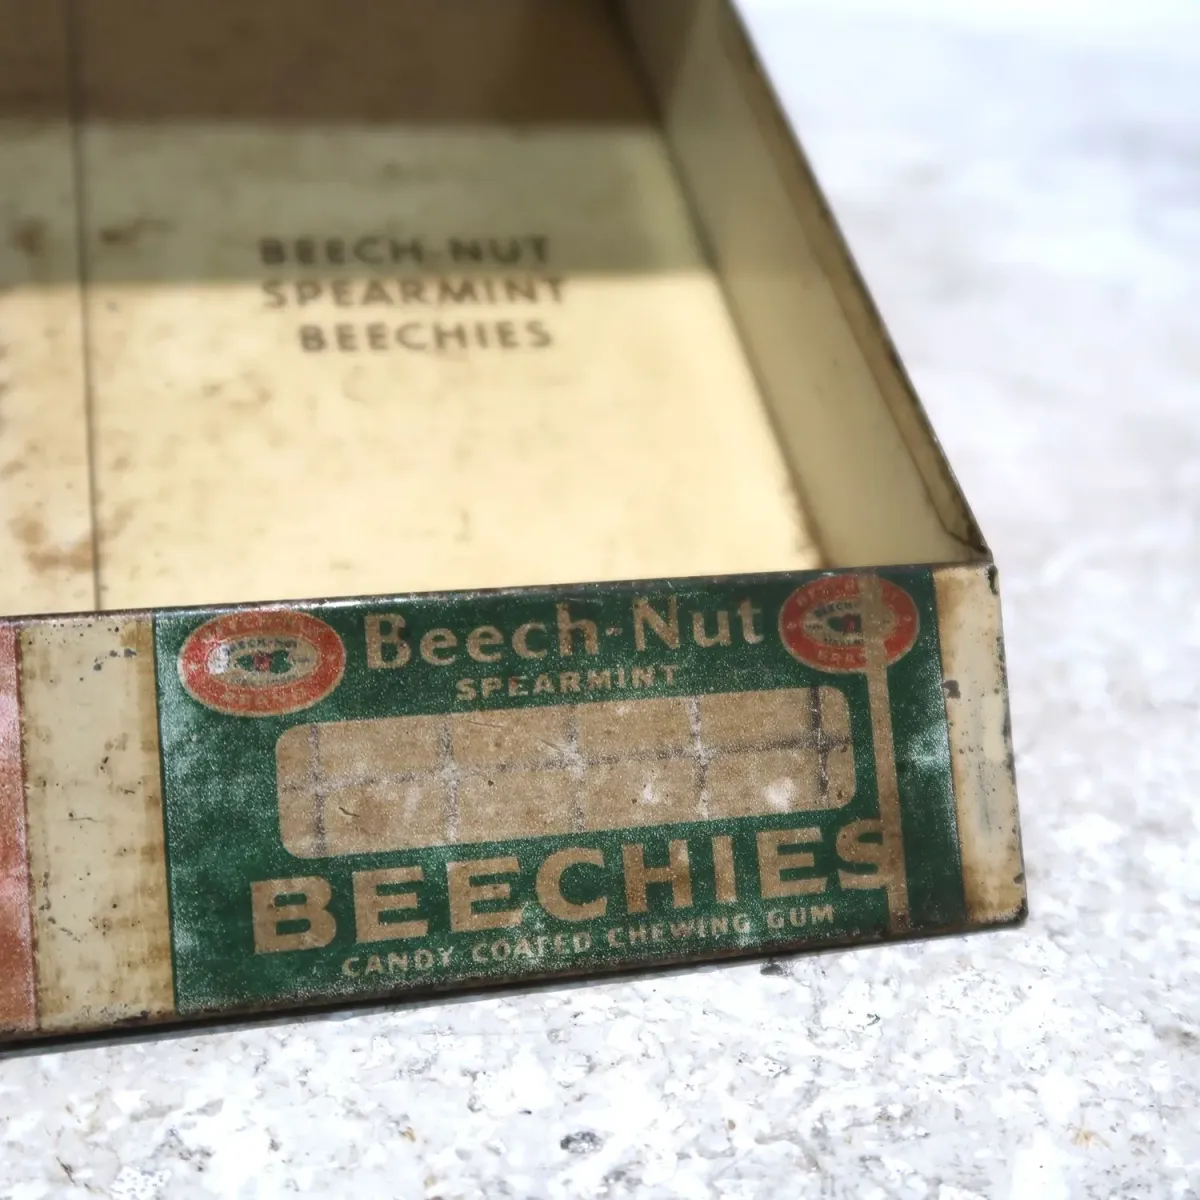 BEECH-NUT
SPEARMINT
BEECHIES
Beech-Nut
SPEARMINT
BEECHIES
CANDY COATED CHEWING GUM